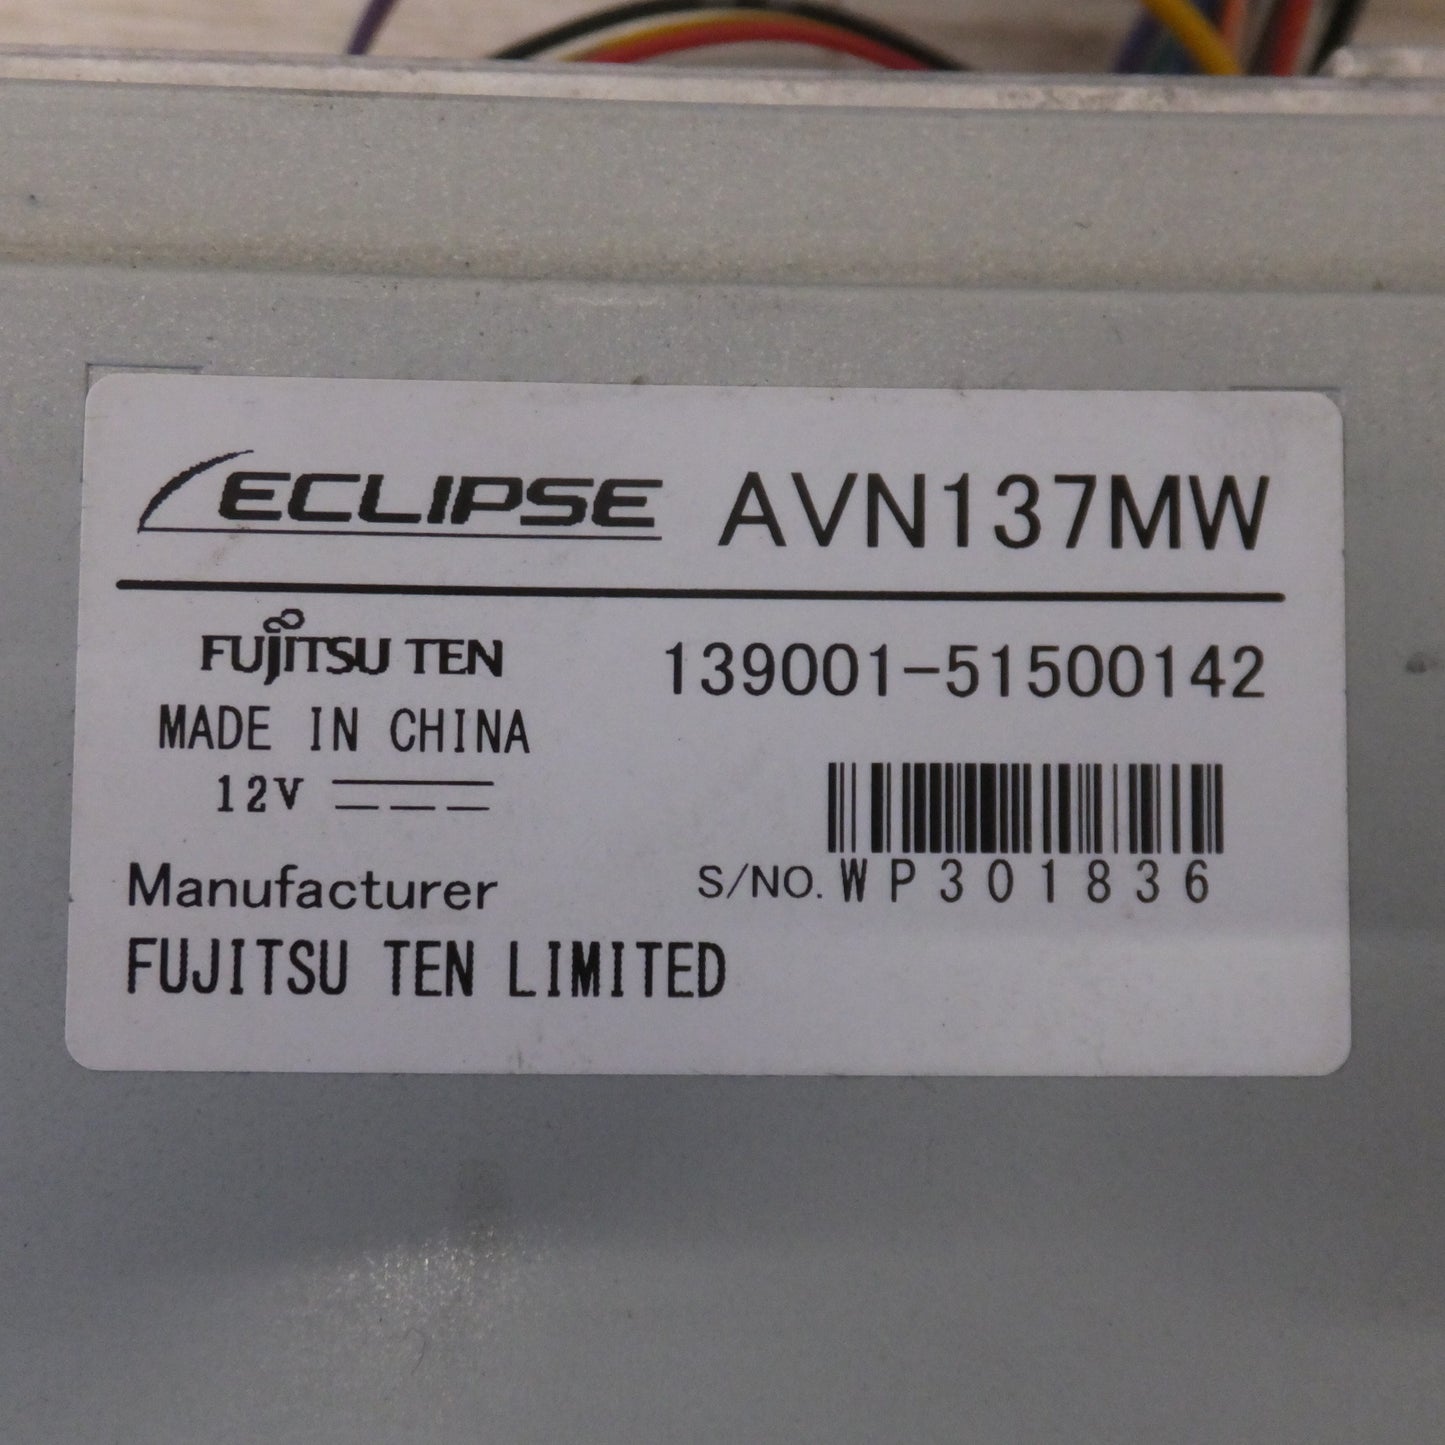 ECLIPSE AVN137MW
FUJITSU TEN 139001-51500142
MADE IN CHINA
12V
Manufacturer S/NO. WP301836
FUJITSU TEN LIMITED